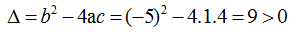 Δ = b² − 4ac = (−5)² − 4.1.4 = 9 > 0